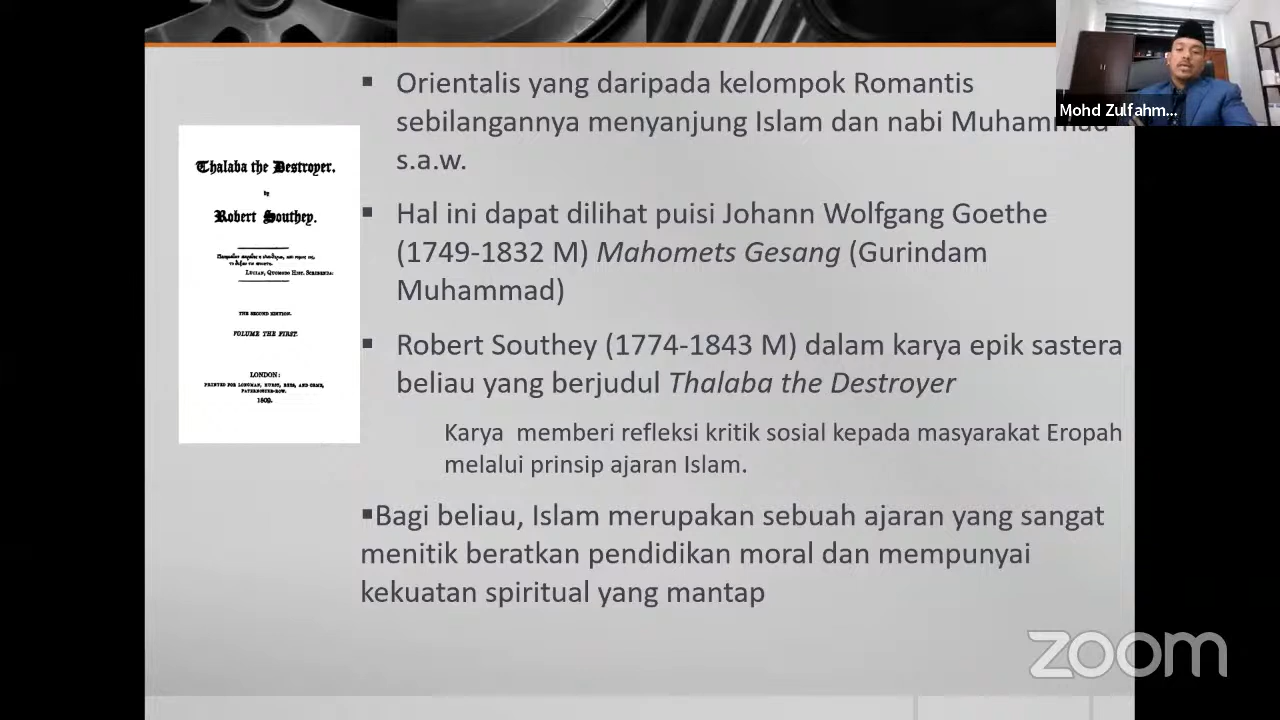 ▪ Orientalis yang daripada kelompok Romantis
sebilangannya menyanjung Islam dan nabi Muhammad
s.a.w.
▪ Hal ini dapat dilihat puisi Johann Wolfgang Goethe
(1749-1832 M) Mahomets Gesang (Gurindam
Muhammad)
▪ Robert Southey (1774-1843 M) dalam karya epik sastera
beliau yang berjudul Thalaba the Destroyer
Karya memberi refleksi kritik sosial kepada masyarakat Eropah
melalui prinsip ajaran Islam.
▪Bagi beliau, Islam merupakan sebuah ajaran yang sangat
menitik beratkan pendidikan moral dan mempunyai
kekuatan spiritual yang mantap
Thalaba the Destroyer.
by
Robert Southey.
LUCIAN, QUOMODO HIST. SCRIBENDA.
THE SECOND EDITION.
VOLUME THE FIRST.
LONDON:
PRINTED FOR LONGMAN, HURST, REES, AND ORME,
PATERNOSTER-ROW.
1809.
Mohd Zulfahm...
zoom